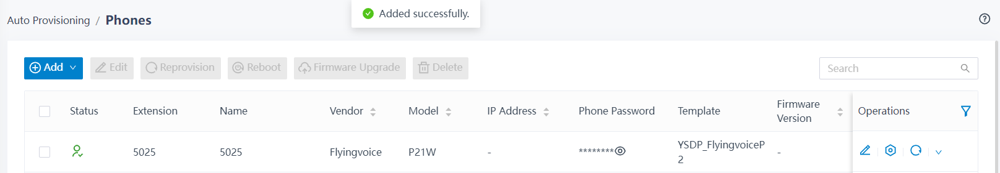 Added successfully.
Auto Provisioning / Phones
Add Edit Reprovision Reboot Firmware Upgrade Delete Search
Status Extension Name Vendor Model IP Address Phone Password Template Firmware Version Operations
5025 5025 Flyingvoice P21W - ******** YSDP_FlyingvoiceP2 -